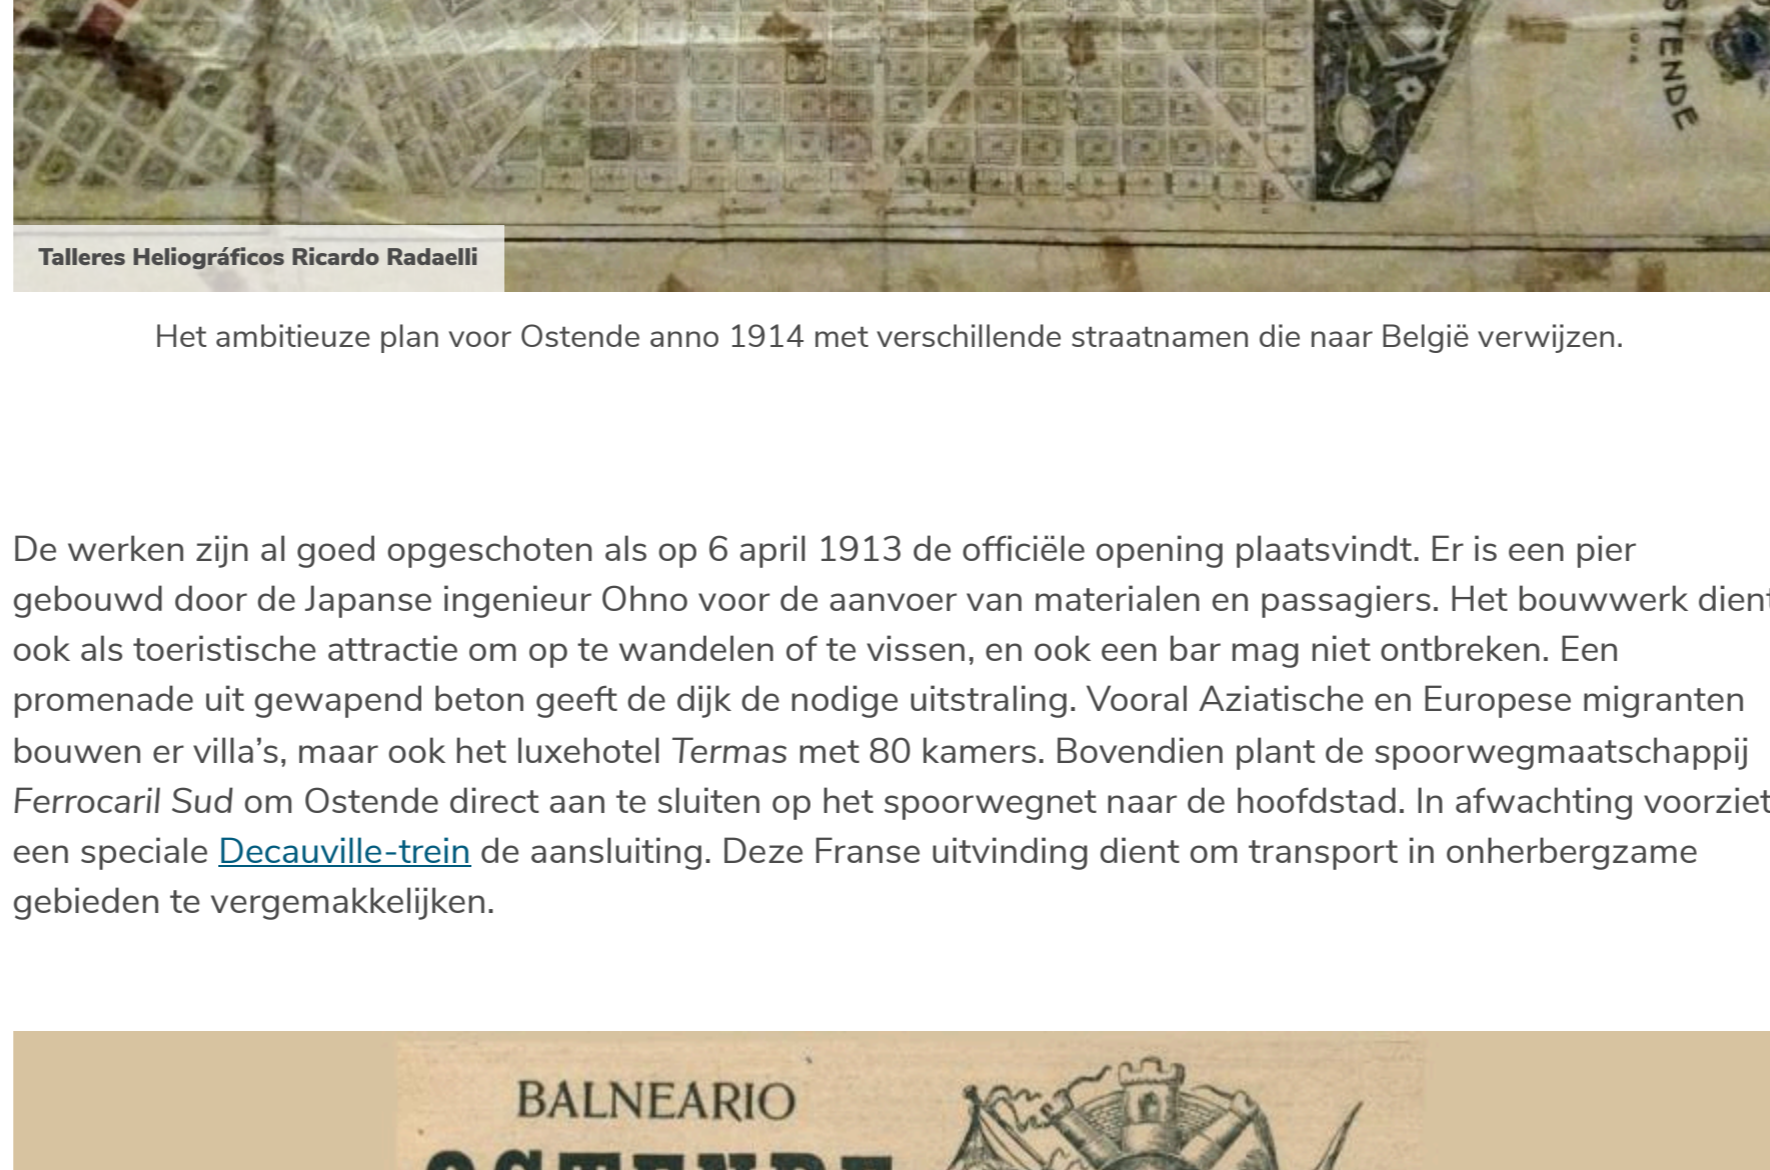 STENDE
Talleres Heliográficos Ricardo Radaelli
Het ambitieuze plan voor Ostende anno 1914 met verschillende straatnamen die naar België verwijzen.
De werken zijn al goed opgeschoten als op 6 april 1913 de officiële opening plaatsvindt. Er is een pier
gebouwd door de Japanse ingenieur Ohno voor de aanvoer van materialen en passagiers. Het bouwwerk dient
ook als toeristische attractie om op te wandelen of te vissen, en ook een bar mag niet ontbreken. Een
promenade uit gewapend beton geeft de dijk de nodige uitstraling. Vooral Aziatische en Europese migranten
bouwen er villa’s, maar ook het luxehotel Termas met 80 kamers. Bovendien plant de spoorwegmaatschappij
Ferrocaril Sud om Ostende direct aan te sluiten op het spoorwegnet naar de hoofdstad. In afwachting voorziet
een speciale Decauville-trein de aansluiting. Deze Franse uitvinding dient om transport in onherbergzame
gebieden te vergemakkelijken.
BALNEARIO
OSTENDE